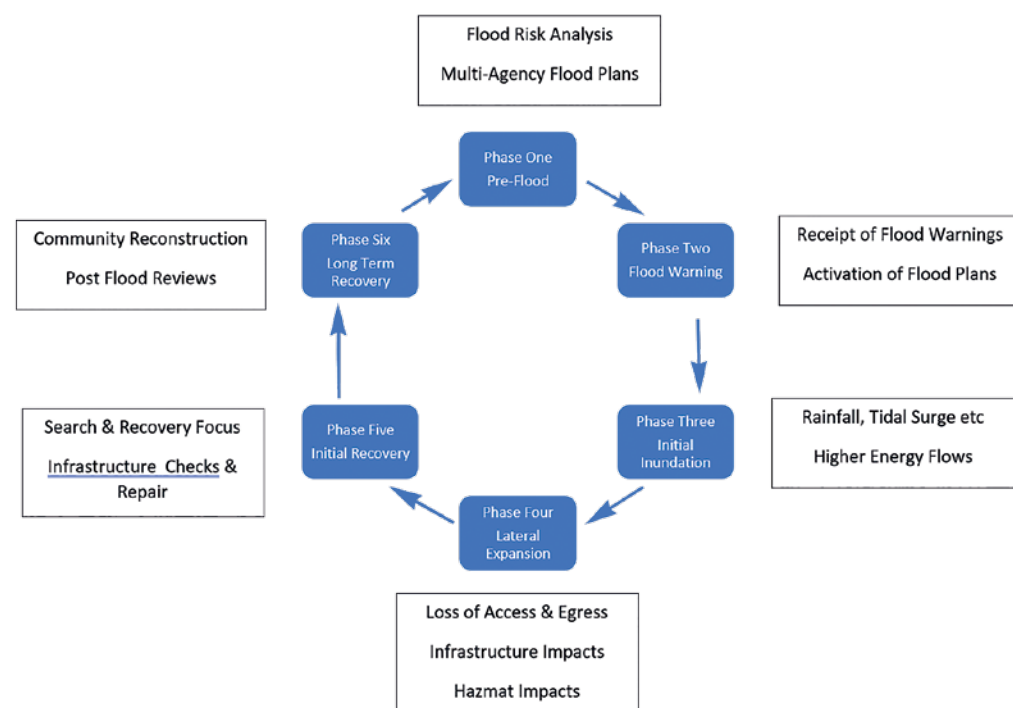 Flood Risk Analysis
Multi-Agency Flood Plans
Phase One
Pre-Flood
Phase Two
Flood Warning
Receipt of Flood Warnings
Activation of Flood Plans
Phase Three
Initial
Inundation
Rainfall, Tidal Surge etc
Higher Energy Flows
Phase Four
Lateral
Expansion
Loss of Access & Egress
Infrastructure Impacts
Hazmat Impacts
Phase Five
Initial Recovery
Search & Recovery Focus
Infrastructure Checks &
Repair
Phase Six
Long Term
Recovery
Community Reconstruction
Post Flood Reviews